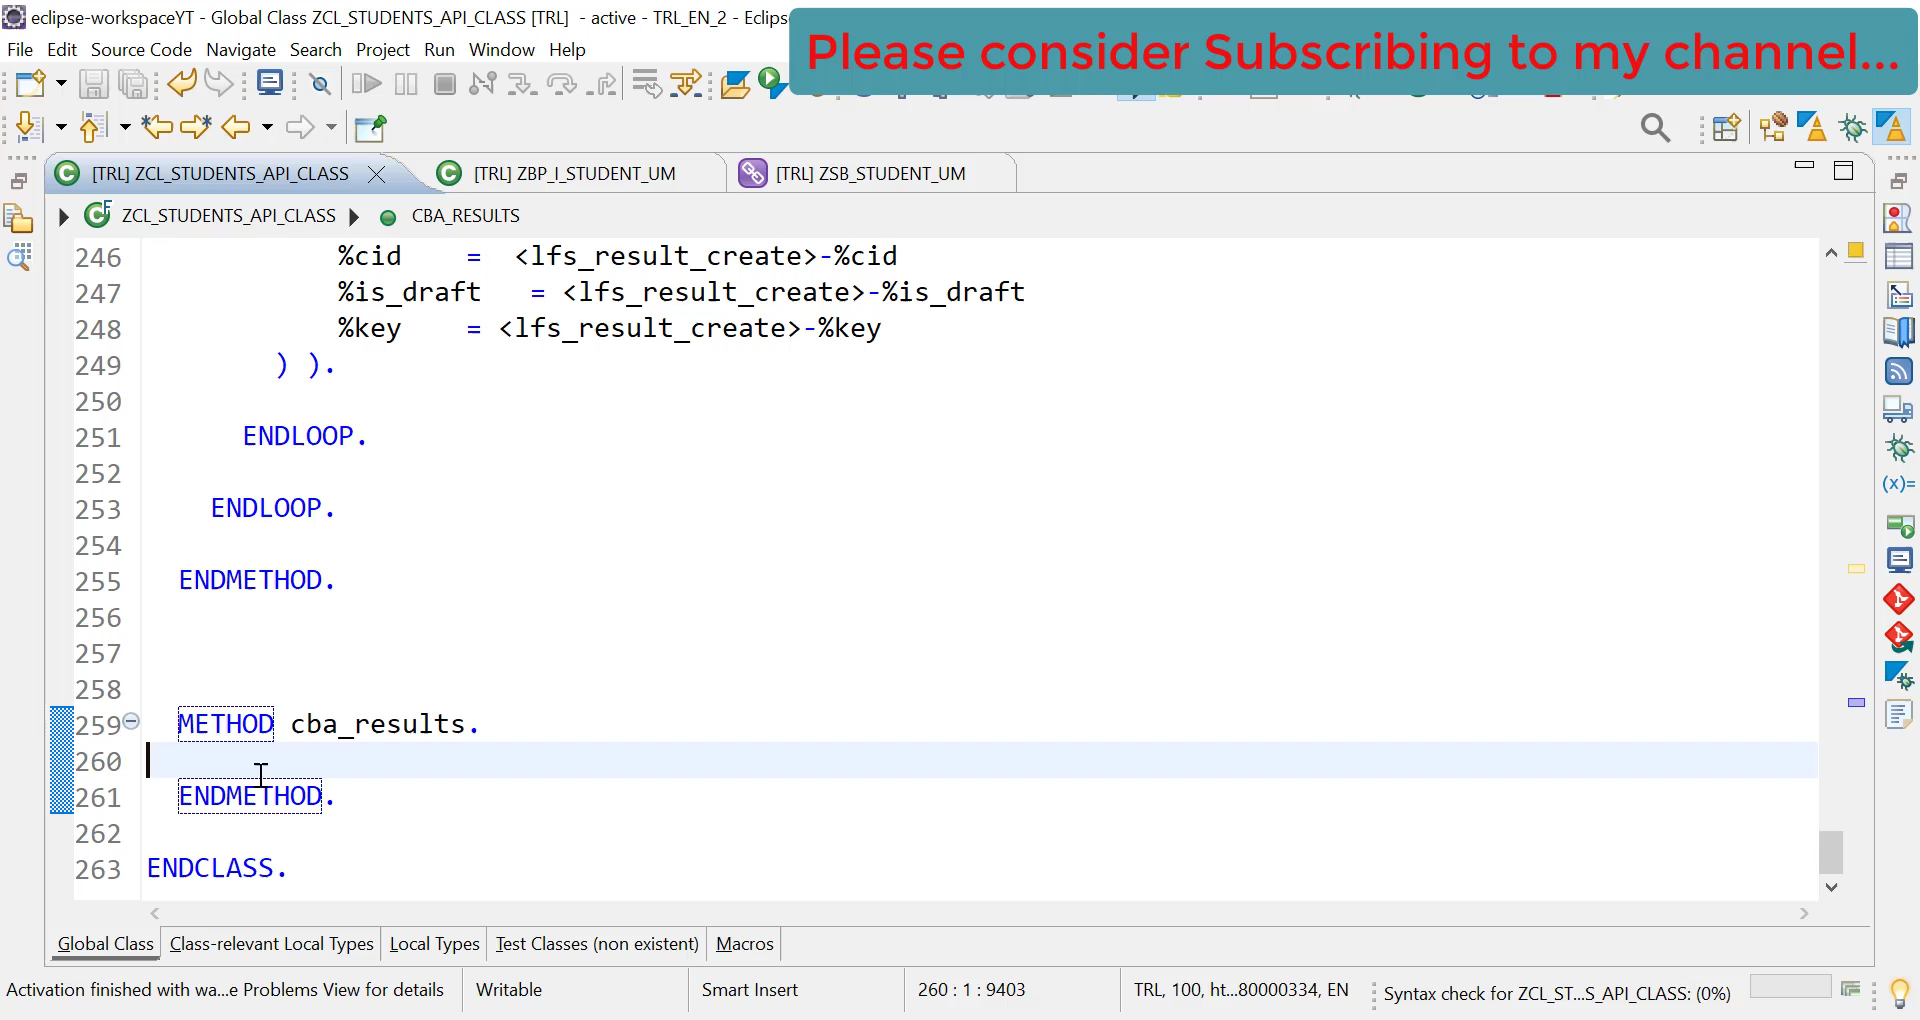 eclipse-workspaceYT - Global Class ZCL_STUDENTS_API_CLASS [TRL] - active - TRL_EN_2 - Eclips
Please consider Subscribing to my channel...
File Edit Source Code Navigate Search Project Run Window Help
[TRL] ZCL_STUDENTS_API_CLASS [TRL] ZBP_I_STUDENT_UM [TRL] ZSB_STUDENT_UM
ZCL_STUDENTS_API_CLASS CBA_RESULTS
246 %cid = <lfs_result_create>-%cid
247 %is_draft = <lfs_result_create>-%is_draft
248 %key = <lfs_result_create>-%key
249 ) ).
250
251 ENDLOOP.
252
253 ENDLOOP.
254
255 ENDMETHOD.
256
257
258
259 METHOD cba_results.
260
261 ENDMETHOD.
262
263 ENDCLASS.
Global Class Class-relevant Local Types Local Types Test Classes (non existent) Macros
Activation finished with wa...e Problems View for details Writable Smart Insert 260 : 1 : 9403 TRL, 100, ht...80000334, EN Syntax check for ZCL_ST...S_API_CLASS: (0%)